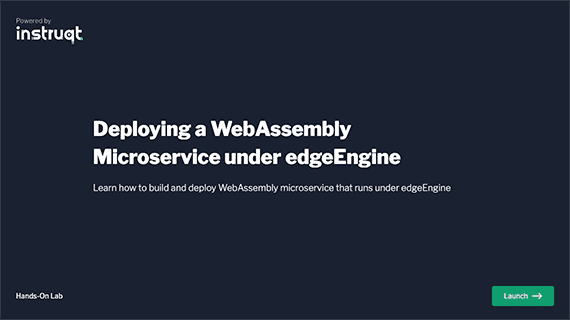 Powered by
instruqt
Deploying a WebAssembly
Microservice under edgeEngine
Learn how to build and deploy WebAssembly microservice that runs under edgeEngine
Hands-On Lab
Launch →